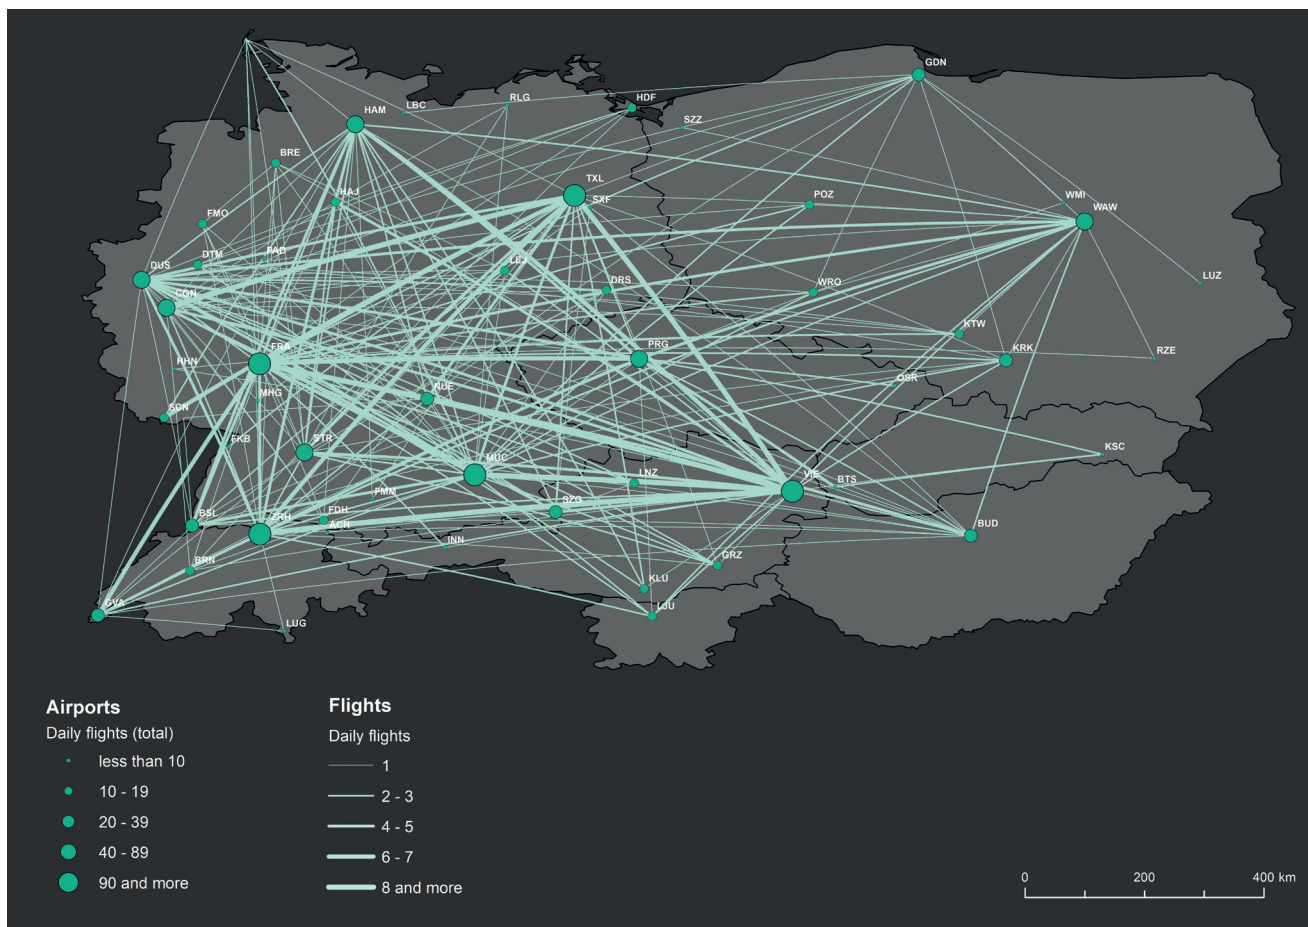 GDN
RLG
HDF
LBC
HAM
SZZ
BRE
TXL
HAJ
SXF
POZ
WMI
WAW
FMO
PAD
DTM
DUS
LEJ
LUZ
DRS
WRO
CGN
KTW
FRA
PRG
KRK
RZE
HHN
NUE
OSR
MHG
SCN
FKB
STR
KSC
MUC
LNZ
VIE
BTS
FMM
SZG
BSL
FDH
ZRH
ACH
BUD
INN
GRZ
BRN
KLU
GVA
LJU
LUG
Airports
Daily flights (total)
less than 10
10 - 19
20 - 39
40 - 89
90 and more
Flights
Daily flights
1
2 - 3
4 - 5
6 - 7
8 and more
0 200 400 km